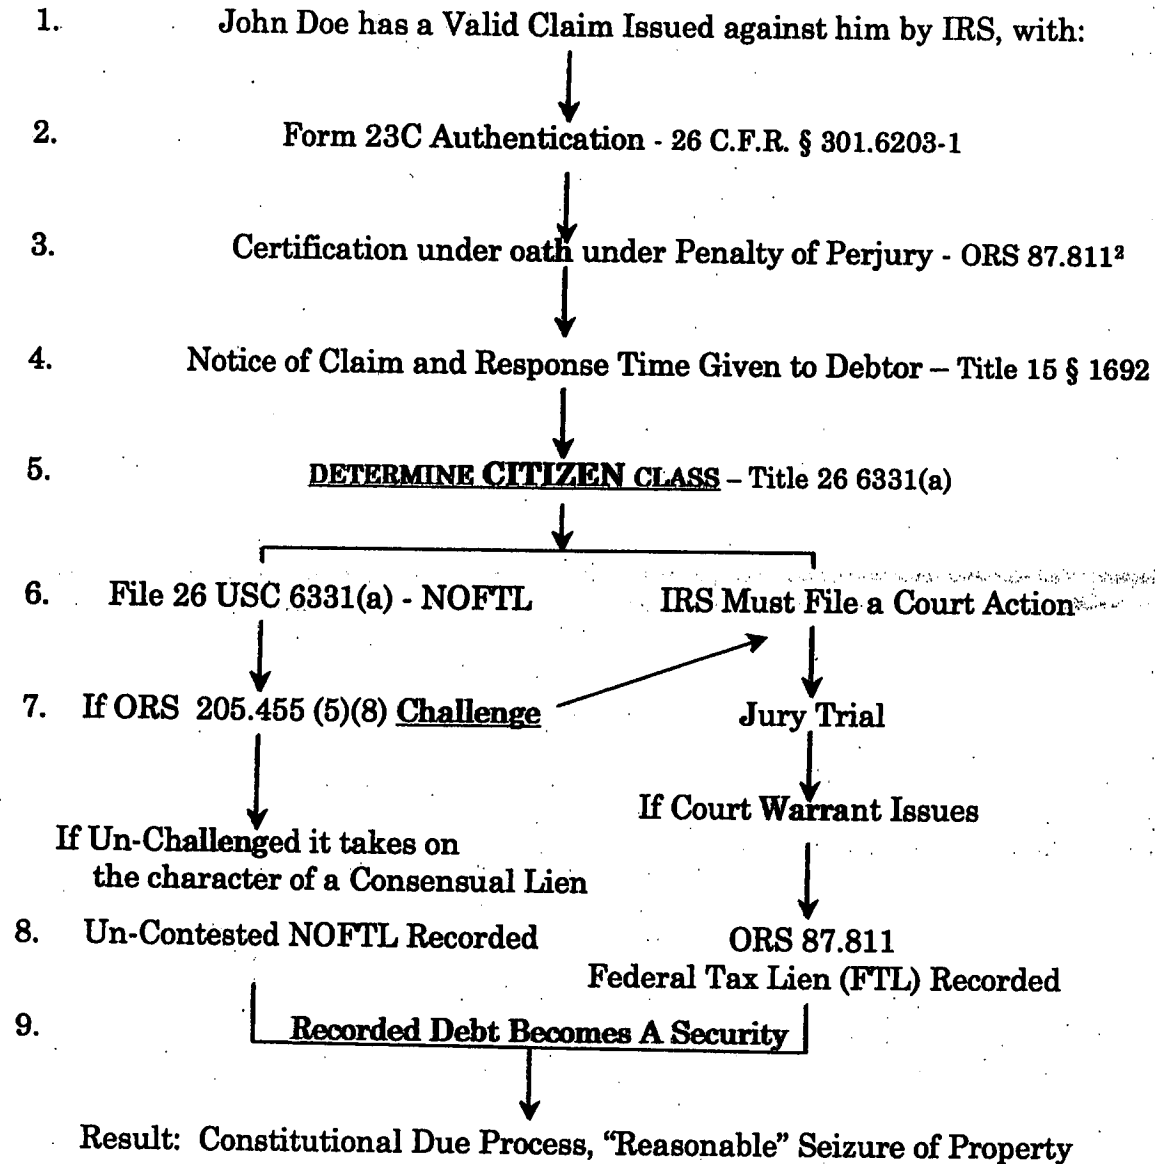 1. John Doe has a Valid Claim Issued against him by IRS, with:
2. Form 23C Authentication - 26 C.F.R. § 301.6203-1
3. Certification under oath under Penalty of Perjury - ORS 87.811²
4. Notice of Claim and Response Time Given to Debtor – Title 15 § 1692
5. DETERMINE CITIZEN CLASS – Title 26 6331(a)
6. File 26 USC 6331(a) - NOFTL IRS Must File a Court Action
7. If ORS 205.455 (5)(8) Challenge Jury Trial
If Court Warrant Issues
If Un-Challenged it takes on
the character of a Consensual Lien
8. Un-Contested NOFTL Recorded ORS 87.811
Federal Tax Lien (FTL) Recorded
9. Recorded Debt Becomes A Security
Result: Constitutional Due Process, “Reasonable” Seizure of Property